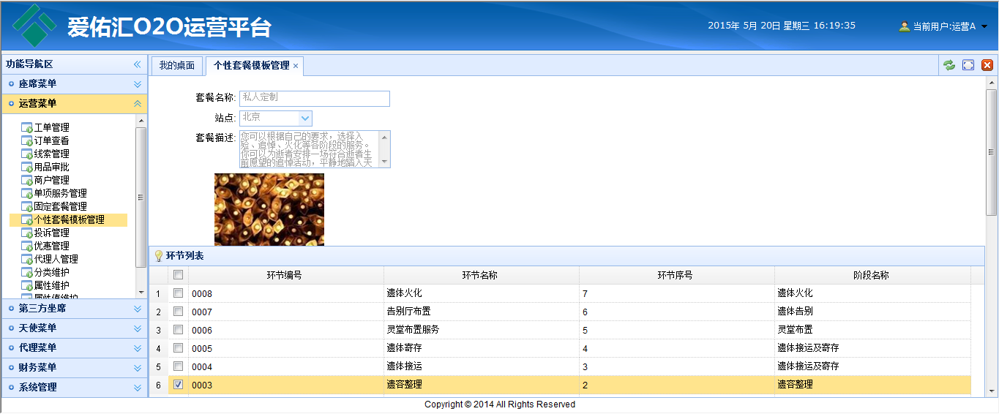 爱佑汇O2O运营平台
2015年 5月 20日 星期三 16:19:35
当前用户:运营A
功能导航区
座席菜单
运营菜单
工单管理
订单查看
线索管理
用品审批
商户管理
单项服务管理
固定套餐管理
个性套餐模板管理
投诉管理
优惠管理
代理人管理
分类维护
属性维护
属性值维护
第三方坐席
天使菜单
代理菜单
财务菜单
系统管理
我的桌面 个性套餐模板管理
套餐名称: 私人定制
站点: 北京
套餐描述: 您可以根据自己的要求，选择入
殓、追悼、火化等各阶段的服务。
你可以为逝者安排一场符合逝者生
前愿望的追悼活动，平静地踏入天
环节列表
环节编号 环节名称 环节序号 阶段名称
1 0008 遗体火化 7 遗体火化
2 0007 告别厅布置 6 遗体告别
3 0006 灵堂布置服务 5 灵堂布置
4 0005 遗体寄存 4 遗体接运及寄存
5 0004 遗体接运 3 遗体接运及寄存
6 0003 遗容整理 2 遗容整理
Copyright © 2014 All Rights Reserved